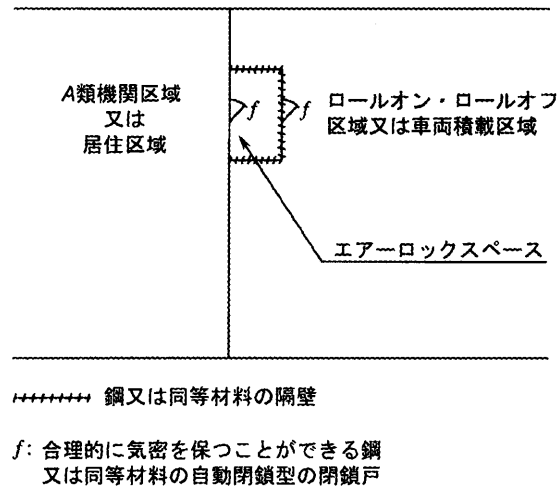 A類機関区域
又は
居住区域
f
f
ロールオン・ロールオフ
区域又は車両積載区域
エアーロックスペース
鋼又は同等材料の隔壁
f: 合理的に気密を保つことができる鋼
又は同等材料の自動閉鎖型の閉鎖戸